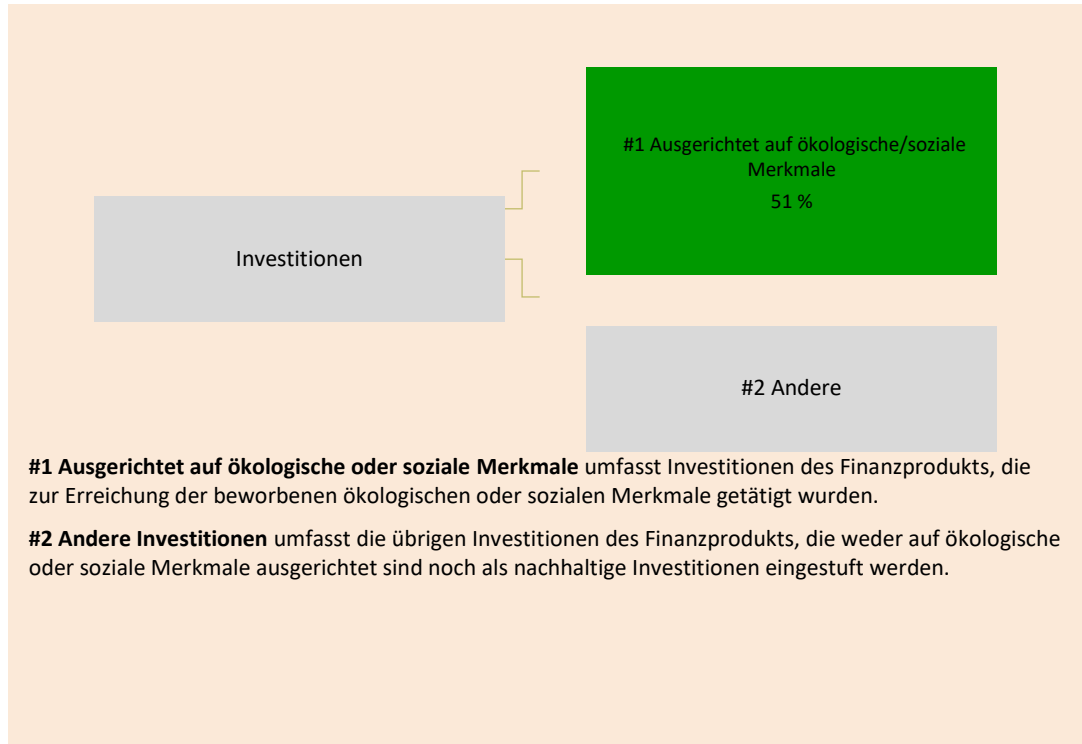 #1 Ausgerichtet auf ökologische/soziale
Merkmale
51 %
Investitionen
#2 Andere
#1 Ausgerichtet auf ökologische oder soziale Merkmale umfasst Investitionen des Finanzprodukts, die
zur Erreichung der beworbenen ökologischen oder sozialen Merkmale getätigt wurden.
#2 Andere Investitionen umfasst die übrigen Investitionen des Finanzprodukts, die weder auf ökologische
oder soziale Merkmale ausgerichtet sind noch als nachhaltige Investitionen eingestuft werden.